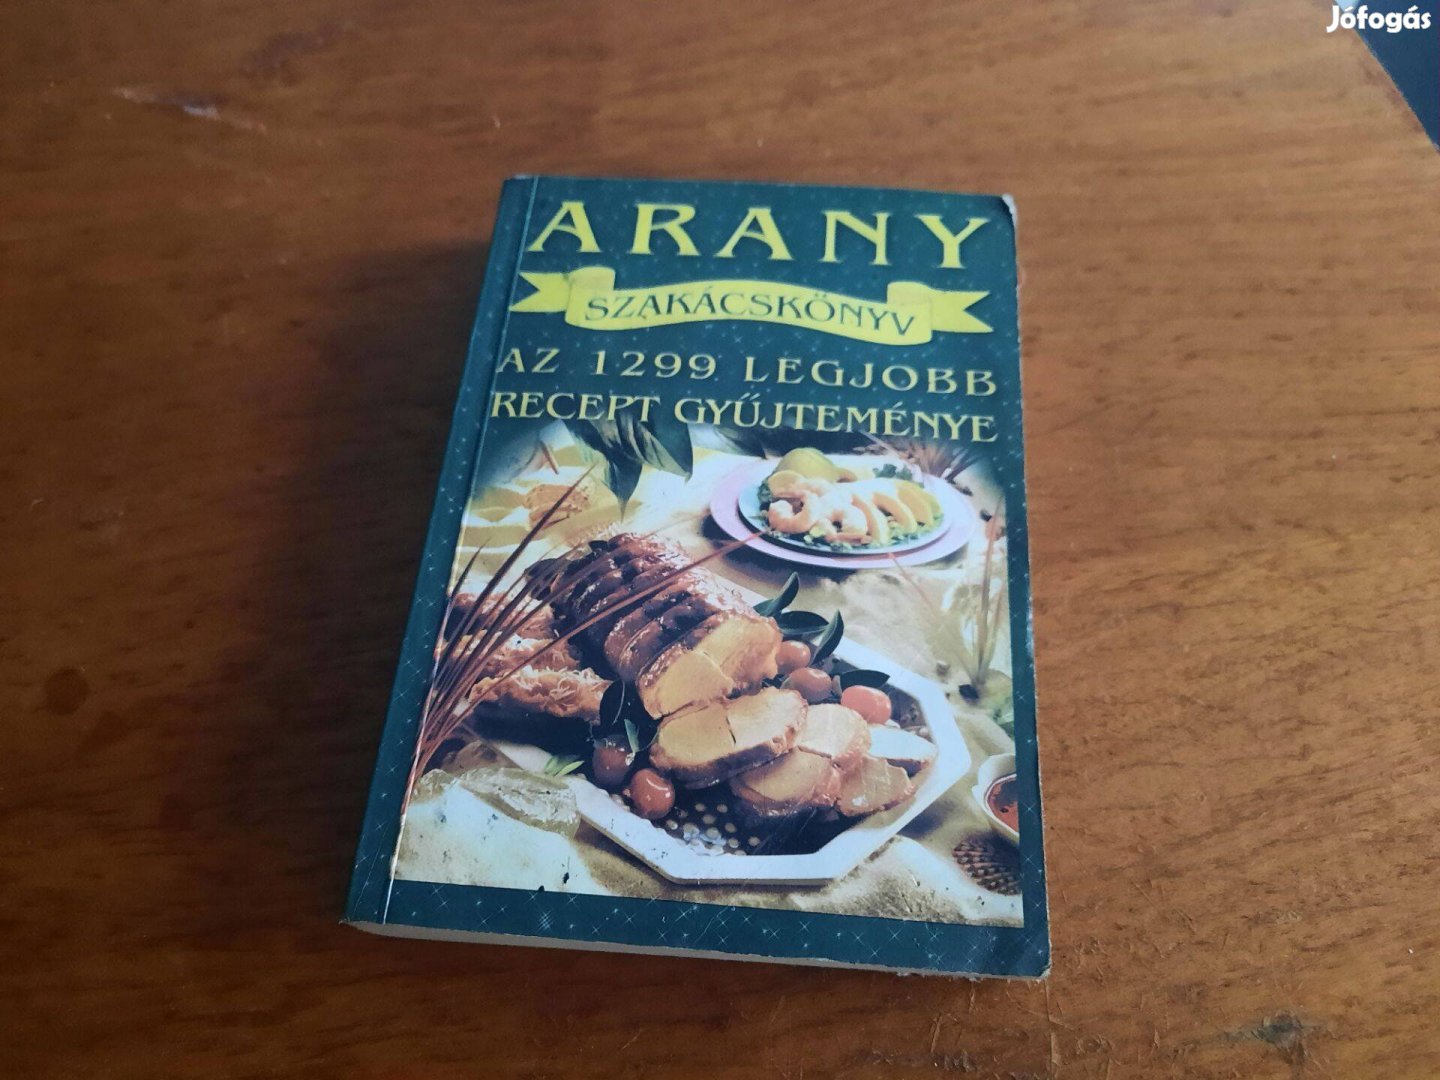 Jófogás
ARANY
SZAKÁCSKÖNYV
AZ 1299 LEGJOBB
RECEPT GYŰJTEMÉNYE